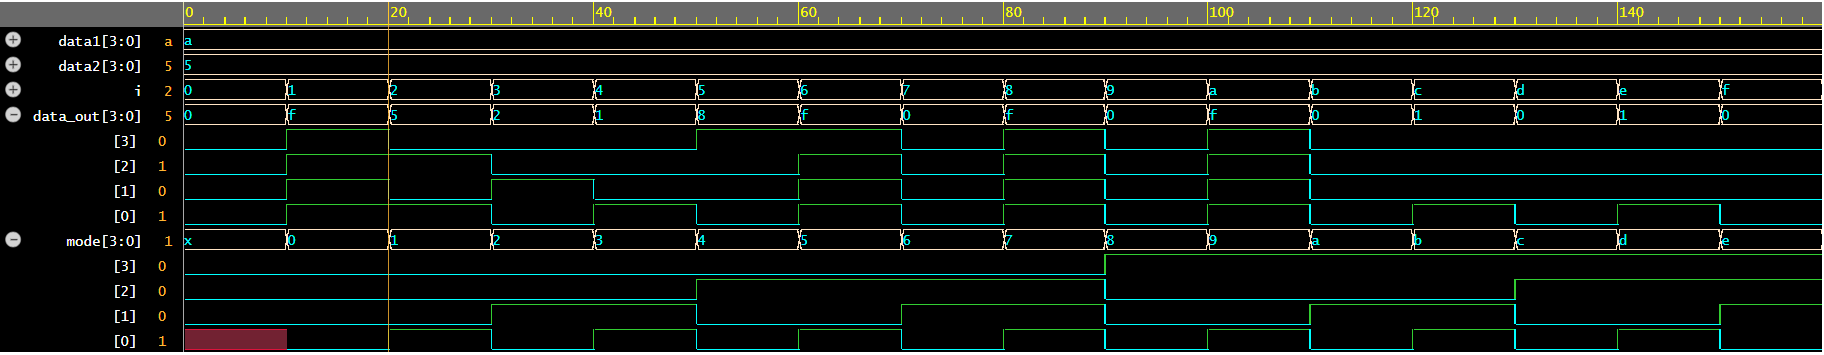 0 20 40 60 80 100 120 140
data1[3:0] a a
data2[3:0] 5 5
i 2 0 1 2 3 4 5 6 7 8 9 a b c d e f
data_out[3:0] 5 0 f 5 2 1 8 f 0 f 0 f 0 1 0 1 0
[3] 0
[2] 1
[1] 0
[0] 1
mode[3:0] 1 x 0 1 2 3 4 5 6 7 8 9 a b c d e
[3] 0
[2] 0
[1] 0
[0] 1